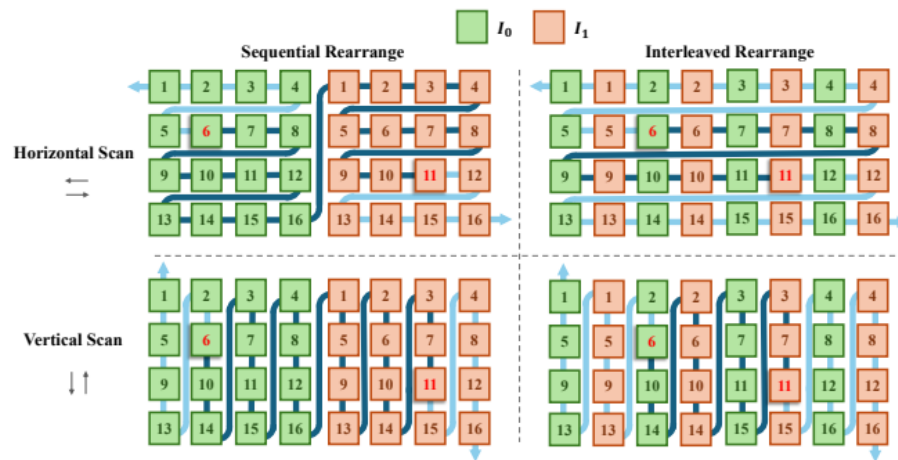 I₀ I₁
Sequential Rearrange Interleaved Rearrange
1 2 3 4 1 2 3 4 1 1 2 2 3 3 4 4
5 6 7 8 5 6 7 8 5 5 6 6 7 7 8 8
Horizontal Scan
9 10 11 12 9 10 11 12 9 9 10 10 11 11 12 12
13 14 15 16 13 14 15 16 13 13 14 14 15 15 16 16
1 2 3 4 1 2 3 4 1 1 2 2 3 3 4 4
Vertical Scan 5 6 7 8 5 6 7 8 5 5 6 6 7 7 8 8
9 10 11 12 9 10 11 12 9 9 10 10 11 11 12 12
13 14 15 16 13 14 15 16 13 13 14 14 15 15 16 16